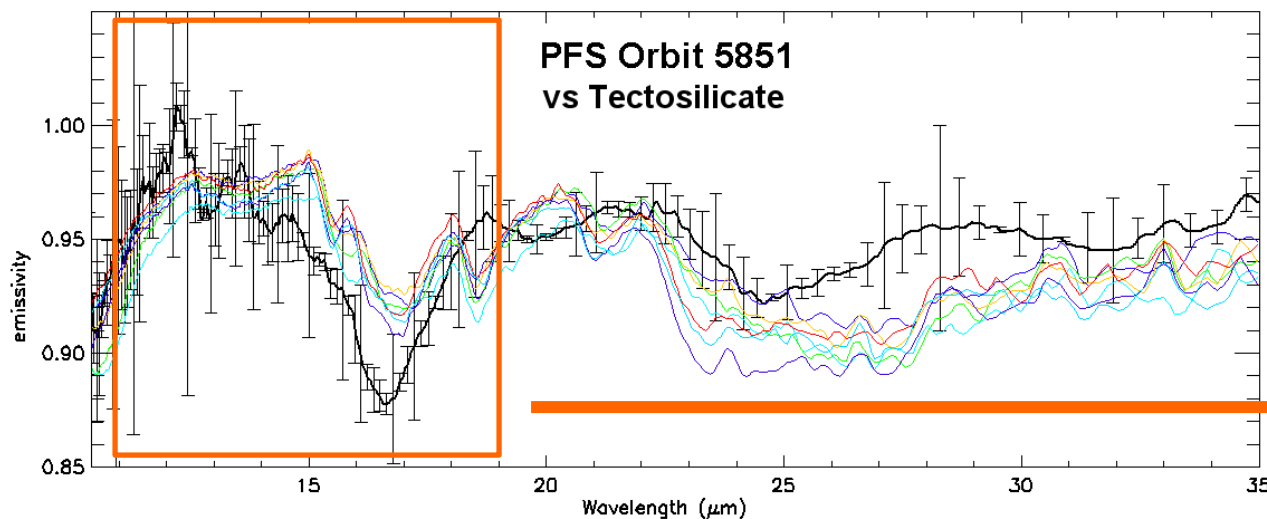 PFS Orbit 5851
vs Tectosilicate
emissivity
1.00
0.95
0.90
0.85
15
20
25
30
35
Wavelength (μm)